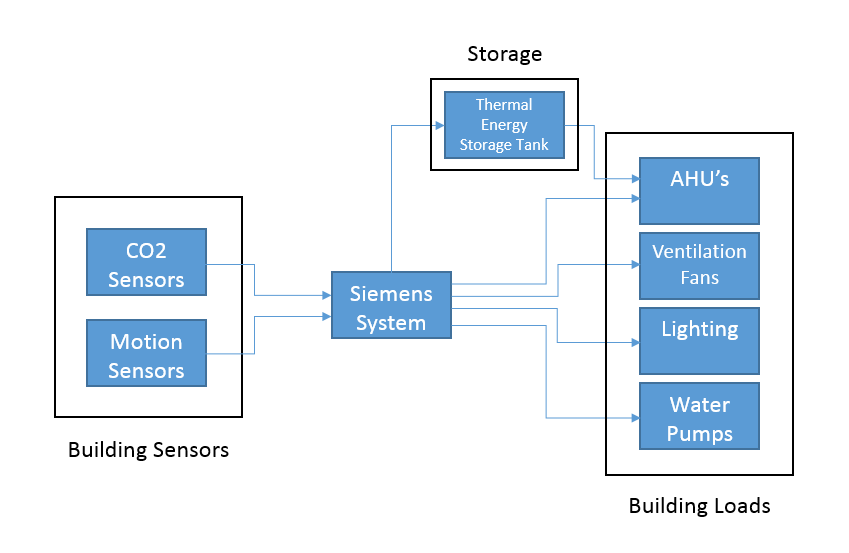 Storage
Thermal
Energy
Storage Tank
CO2
Sensors
Motion
Sensors
Building Sensors
Siemens
System
AHU’s
Ventilation
Fans
Lighting
Water
Pumps
Building Loads